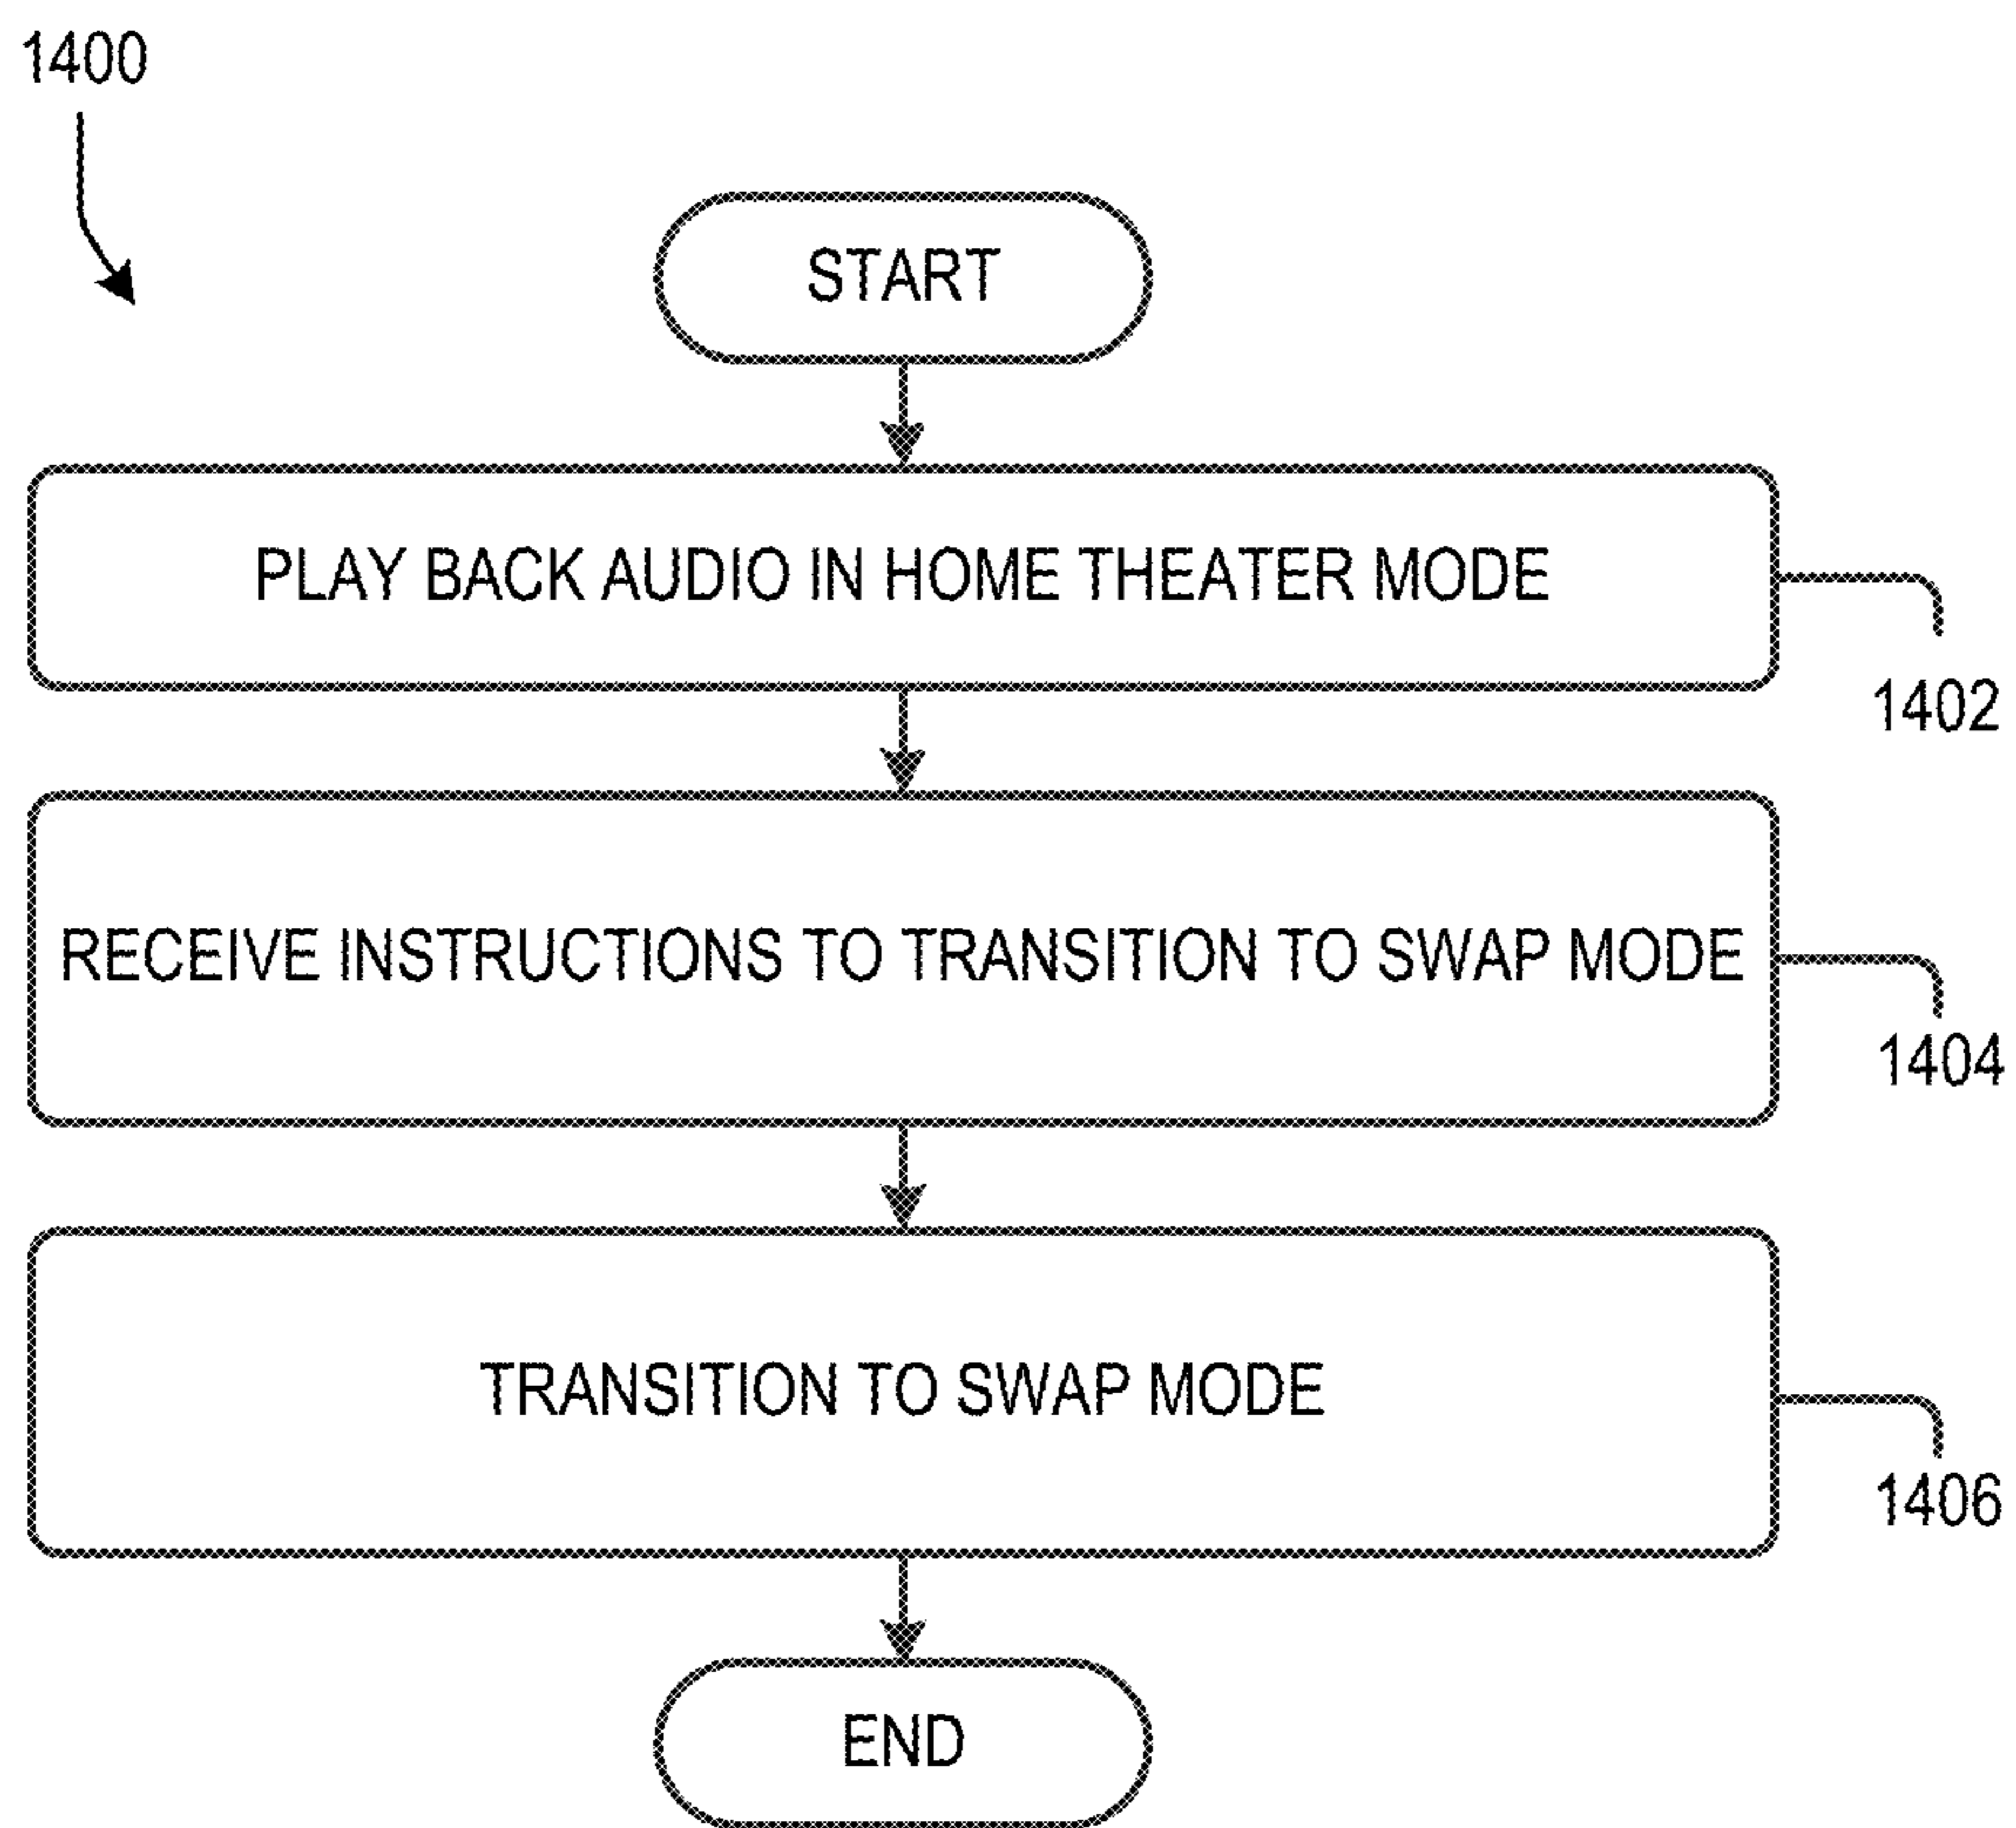 1400
START
PLAY BACK AUDIO IN HOME THEATER MODE
1402
RECEIVE INSTRUCTIONS TO TRANSITION TO SWAP MODE
1404
TRANSITION TO SWAP MODE
1406
END